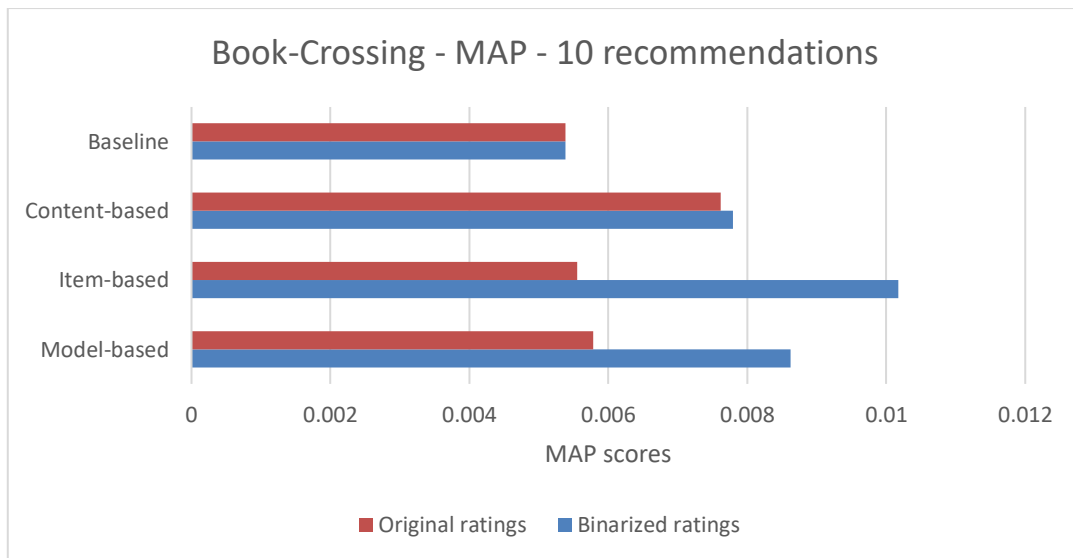 Book-Crossing - MAP - 10 recommendations
Baseline
Content-based
Item-based
Model-based
0 0.002 0.004 0.006 0.008 0.01 0.012
MAP scores
Original ratings Binarized ratings